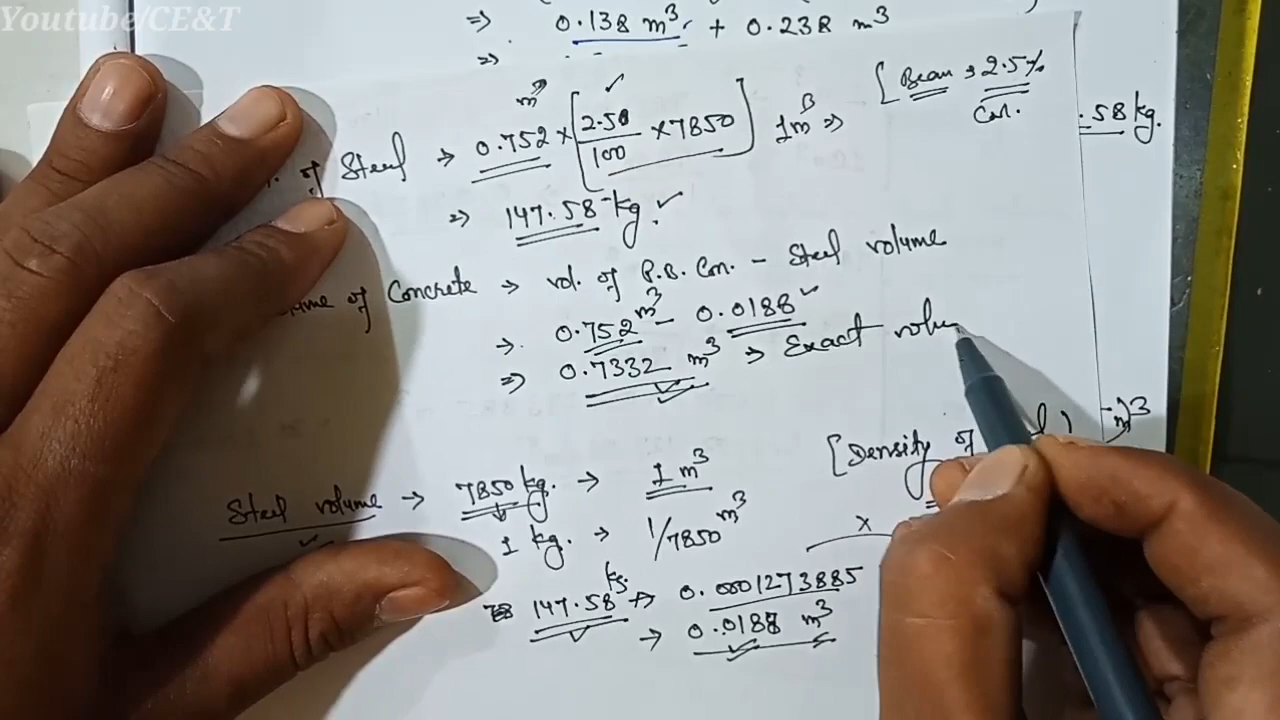 Youtube/CE&T
=> 0.138 m³ + 0.238 m³
=>
of Steel → 0.752 m³ × [2.50/100 × 7850] 1m³ => [Beam → 2.5%
Con.
.58 kg.
=> 147.58 kg. ✓
of Concrete → vol. of P.B. Con. - Steel volume
→ 0.752 m³ - 0.0188 ✓
=> 0.7332 m³ → Exact volu
[Density of
Steel volume → 7850 kg. → 1 m³
1 kg. → 1/7850 m³
147.58 kg. → 0.0001273885
→ 0.0188 m³